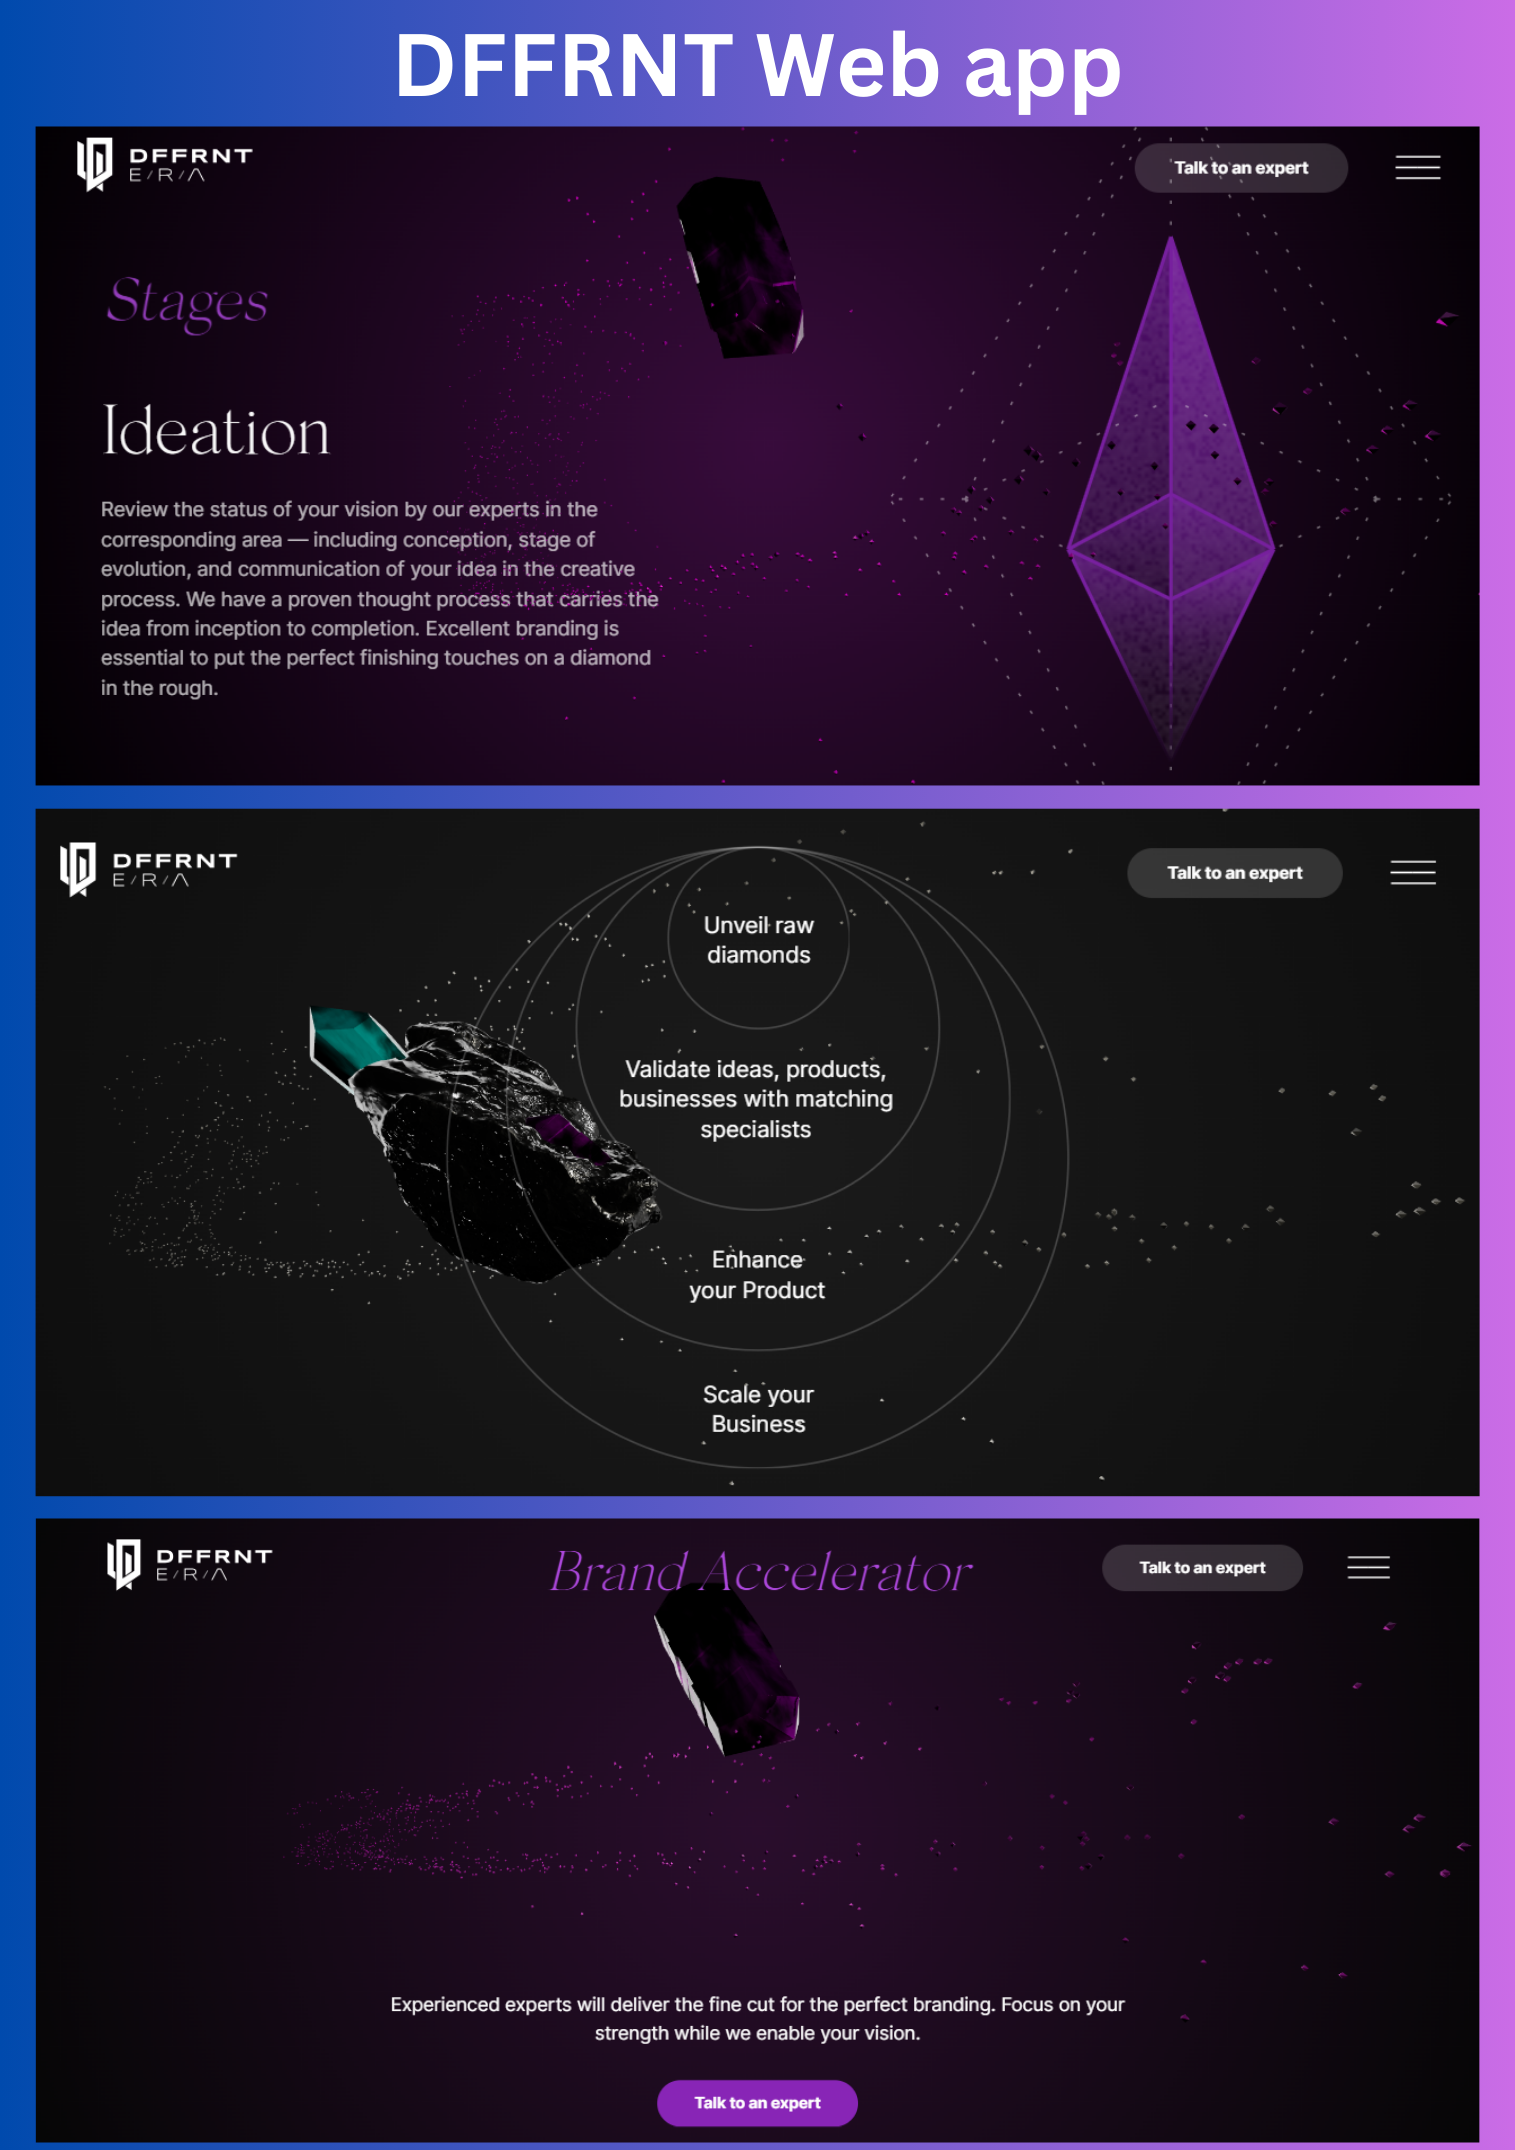 DFFRNT Web app
DFFRNT
E/R/Λ
Talk to an expert
Stages
Ideation
Review the status of your vision by our experts in the
corresponding area — including conception, stage of
evolution, and communication of your idea in the creative
process. We have a proven thought process that carries the
idea from inception to completion. Excellent branding is
essential to put the perfect finishing touches on a diamond
in the rough.
DFFRNT
E/R/Λ
Talk to an expert
Unveil raw
diamonds
Validate ideas, products,
businesses with matching
specialists
Enhance
your Product
Scale your
Business
DFFRNT
E/R/Λ
Brand Accelerator
Talk to an expert
Experienced experts will deliver the fine cut for the perfect branding. Focus on your
strength while we enable your vision.
Talk to an expert